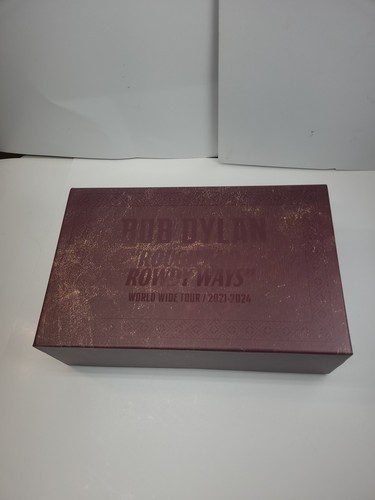 BOB DYLAN
"ROUGH AND
ROWDY WAYS"
WORLD WIDE TOUR / 2021-2024